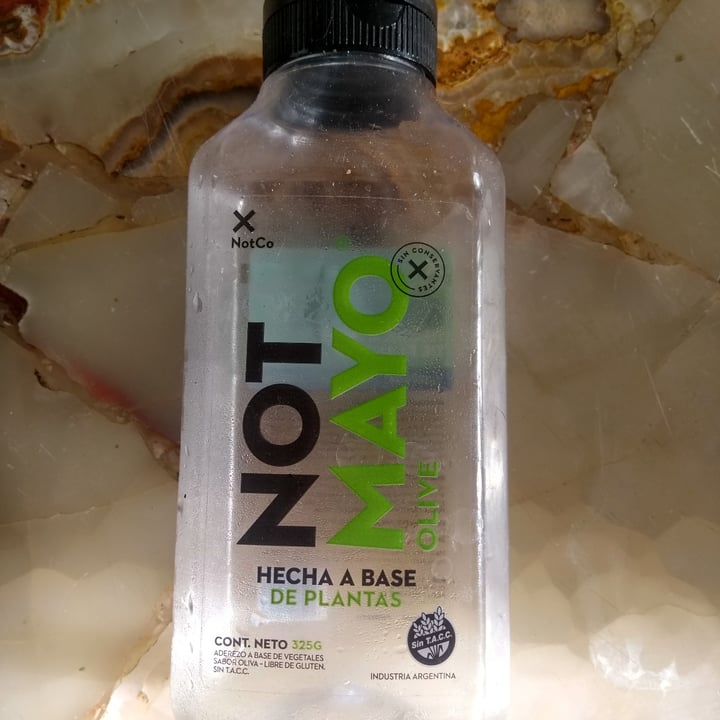 NotCo
SIN CONSERVANTES
NOT
MAYO
OLIVE
HECHA A BASE
DE PLANTAS
CONT. NETO 325G
ADEREZO A BASE DE VEGETALES
SABOR OLIVA - LIBRE DE GLUTEN.
SIN T.A.C.C.
Sin T.A.C.C.
INDUSTRIA ARGENTINA